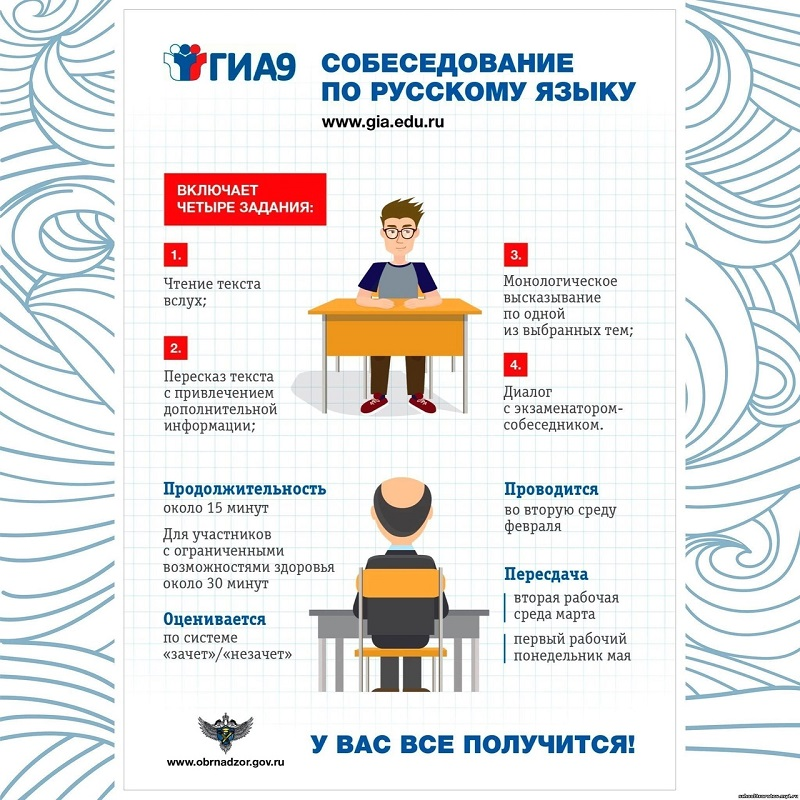 ГИА9
СОБЕСЕДОВАНИЕ
ПО РУССКОМУ ЯЗЫКУ
www.gia.edu.ru
ВКЛЮЧАЕТ
ЧЕТЫРЕ ЗАДАНИЯ:
1.
Чтение текста
вслух;
2.
Пересказ текста
с привлечением
дополнительной
информации;
3.
Монологическое
высказывание
по одной
из выбранных тем;
4.
Диалог
с экзаменатором-
собеседником.
Продолжительность
около 15 минут
Для участников
с ограниченными
возможностями здоровья
около 30 минут
Оценивается
по системе
«зачет»/«незачет»
Проводится
во вторую среду
февраля
Пересдача
вторая рабочая
среда марта
первый рабочий
понедельник мая
www.obrnadzor.gov.ru
У ВАС ВСЕ ПОЛУЧИТСЯ!